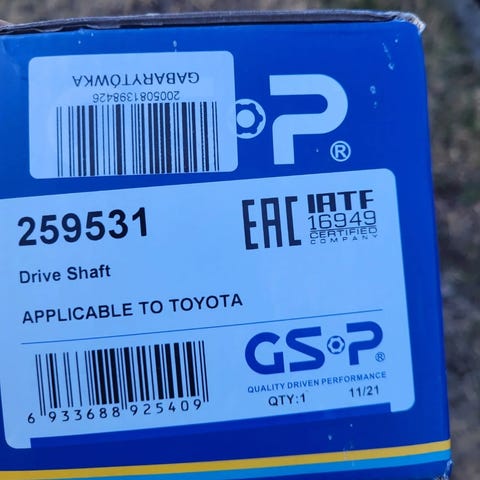 GABARYTÓWKA
2005081398426
P®
259531
EAC
IATF
16949
CERTIFIED
COMPANY
Drive Shaft
APPLICABLE TO TOYOTA
GSP®
QUALITY DRIVEN PERFORMANCE
QTY:1 11/21
6 933688 925409